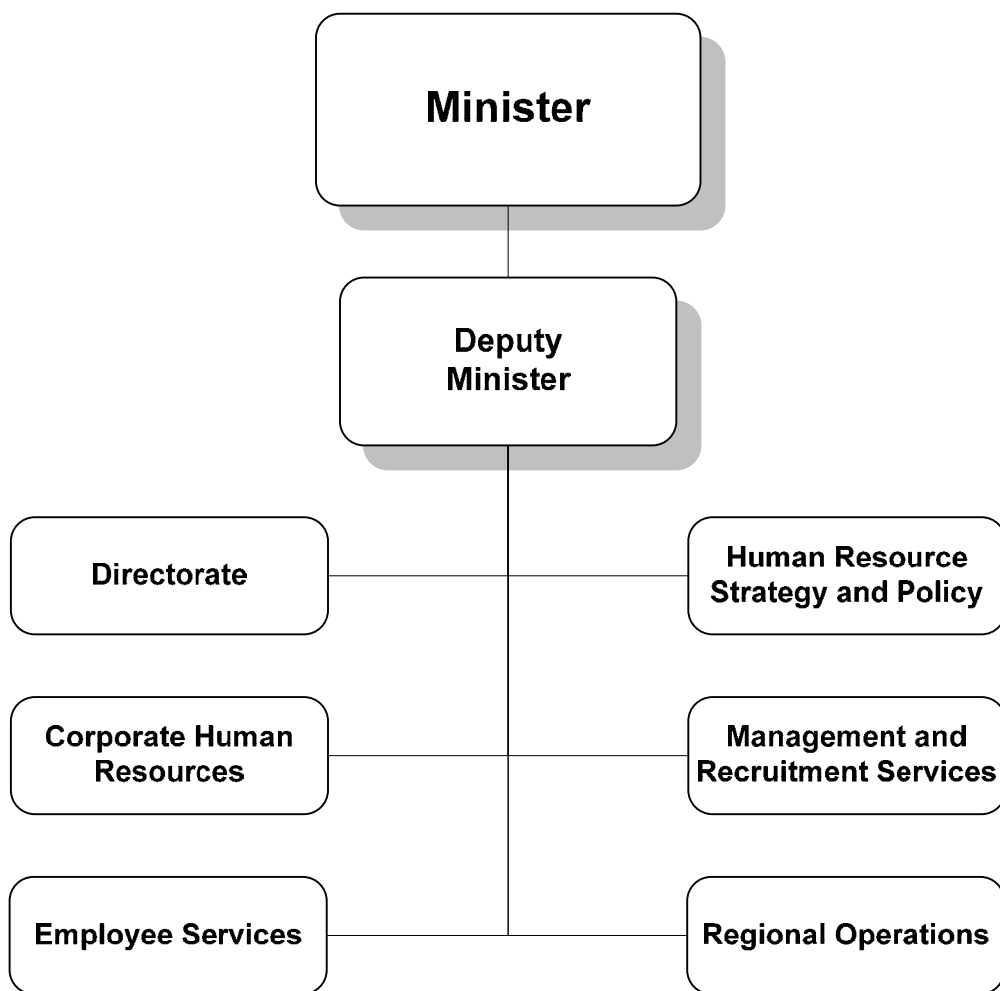 Minister
Deputy
Minister
Directorate
Human Resource
Strategy and Policy
Corporate Human
Resources
Management and
Recruitment Services
Employee Services
Regional Operations